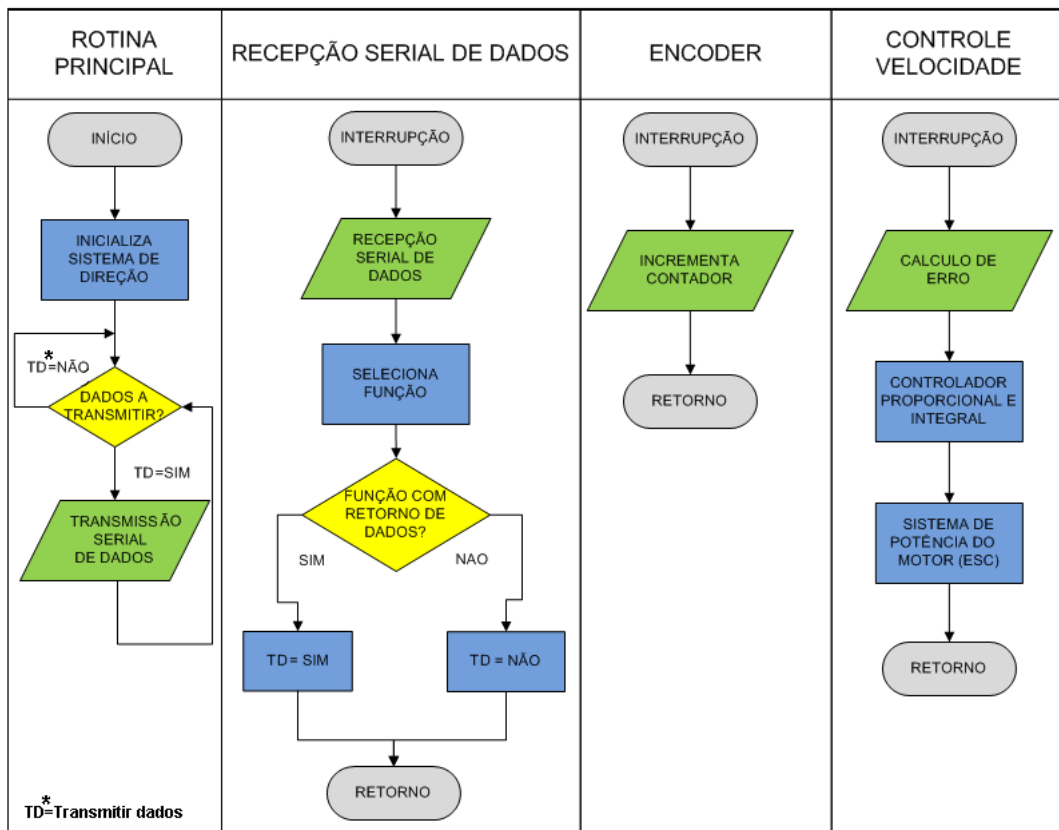 ROTINA
PRINCIPAL
INÍCIO
INICIALIZA
SISTEMA DE
DIREÇÃO
*
TD=NÃO
DADOS A
TRANSMITIR?
TD=SIM
TRANSMISSÃO
SERIAL
DE DADOS
*
TD=Transmitir dados
RECEPÇÃO SERIAL DE DADOS
INTERRUPÇÃO
RECEPÇÃO
SERIAL DE
DADOS
SELECIONA
FUNÇÃO
FUNÇÃO COM
RETORNO DE
DADOS?
SIM
NAO
TD= SIM
TD = NÃO
RETORNO
ENCODER
INTERRUPÇÃO
INCREMENTA
CONTADOR
RETORNO
CONTROLE
VELOCIDADE
INTERRUPÇÃO
CALCULO DE
ERRO
CONTROLADOR
PROPORCIONAL E
INTEGRAL
SISTEMA DE
POTÊNCIA DO
MOTOR (ESC)
RETORNO